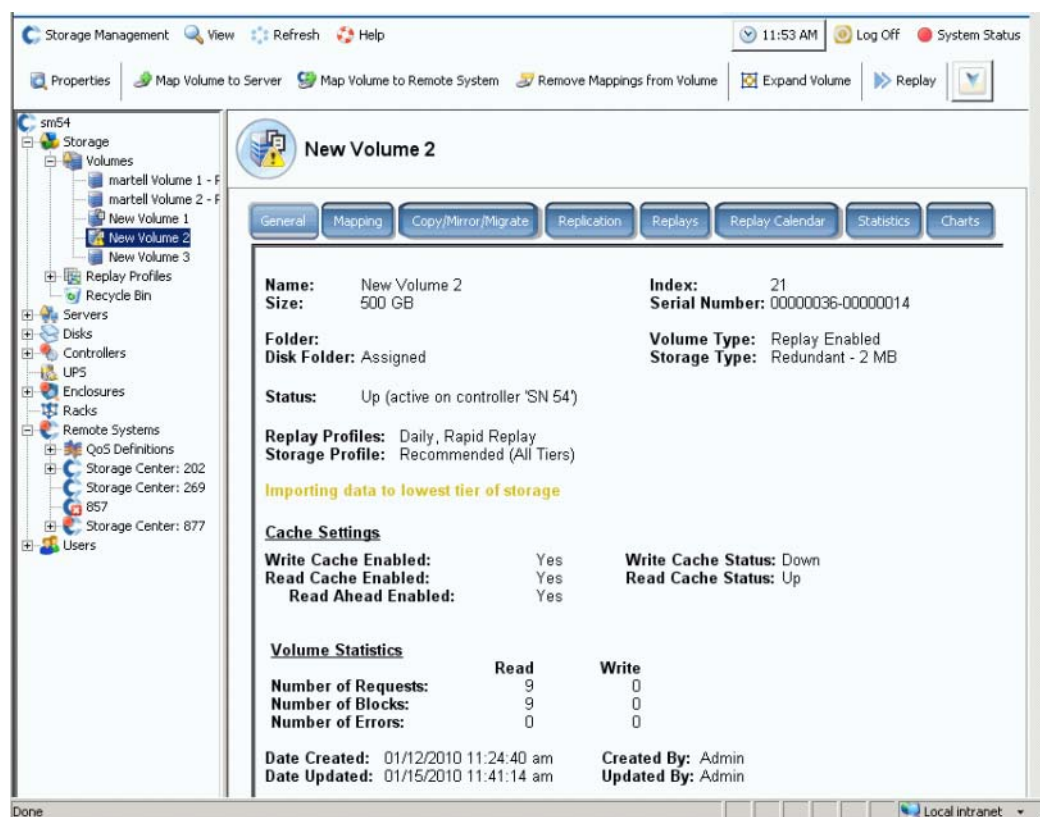 Storage Management View Refresh Help 11:53 AM Log Off System Status
Properties Map Volume to Server Map Volume to Remote System Remove Mappings from Volume Expand Volume Replay
sm54
Storage
Volumes
martell Volume 1 -
martell Volume 2 -
New Volume 1
New Volume 2
New Volume 3
Replay Profiles
Recycle Bin
Servers
Disks
Controllers
UPS
Enclosures
Racks
Remote Systems
QoS Definitions
Storage Center: 202
Storage Center: 269
857
Storage Center: 877
Users
New Volume 2
General Mapping Copy/Mirror/Migrate Replication Replays Replay Calendar Statistics Charts
Name: New Volume 2 Index: 21
Size: 500 GB Serial Number: 00000036-00000014
Folder: Volume Type: Replay Enabled
Disk Folder: Assigned Storage Type: Redundant - 2 MB
Status: Up (active on controller 'SN 54')
Replay Profiles: Daily, Rapid Replay
Storage Profile: Recommended (All Tiers)
Importing data to lowest tier of storage
Cache Settings
Write Cache Enabled: Yes Write Cache Status: Down
Read Cache Enabled: Yes Read Cache Status: Up
Read Ahead Enabled: Yes
Volume Statistics
Read Write
Number of Requests: 9 0
Number of Blocks: 9 0
Number of Errors: 0 0
Date Created: 01/12/2010 11:24:40 am Created By: Admin
Date Updated: 01/15/2010 11:41:14 am Updated By: Admin
Done Local intranet